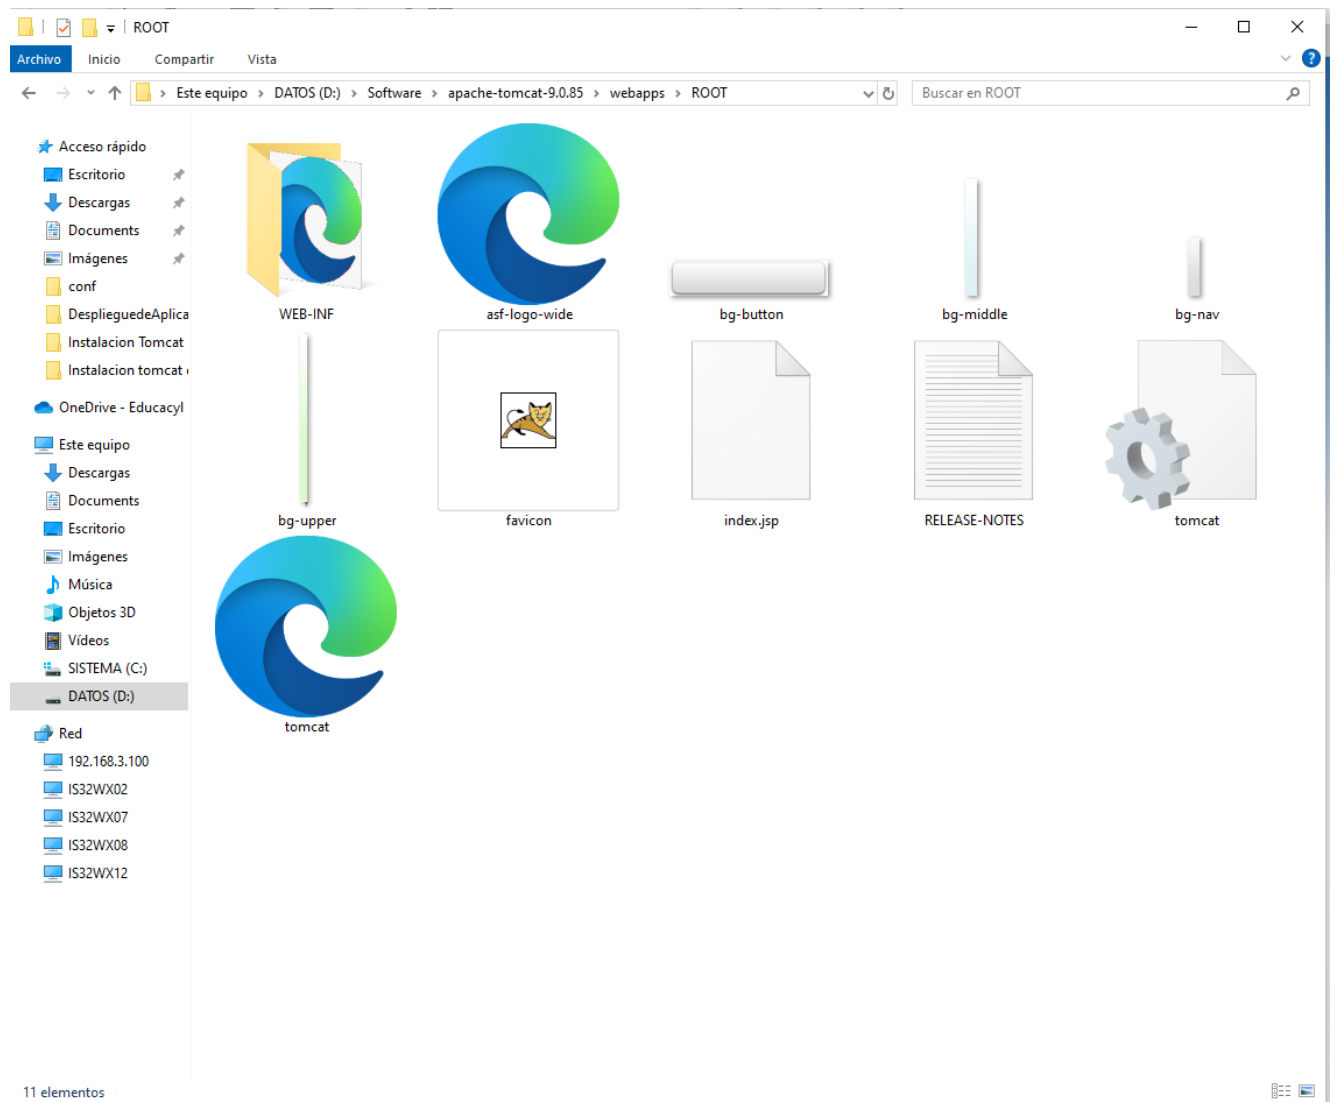 ROOT
Archivo Inicio Compartir Vista
Este equipo > DATOS (D:) > Software > apache-tomcat-9.0.85 > webapps > ROOT
Buscar en ROOT
Acceso rápido
Escritorio
Descargas
Documents
Imágenes
conf
DesplieguedeAplica
Instalacion Tomcat
Instalacion tomcat
OneDrive - Educacyl
Este equipo
Descargas
Documents
Escritorio
Imágenes
Música
Objetos 3D
Vídeos
SISTEMA (C:)
DATOS (D:)
Red
192.168.3.100
IS32WX02
IS32WX07
IS32WX08
IS32WX12
WEB-INF asf-logo-wide bg-button bg-middle bg-nav
bg-upper favicon index.jsp RELEASE-NOTES tomcat
tomcat
11 elementos